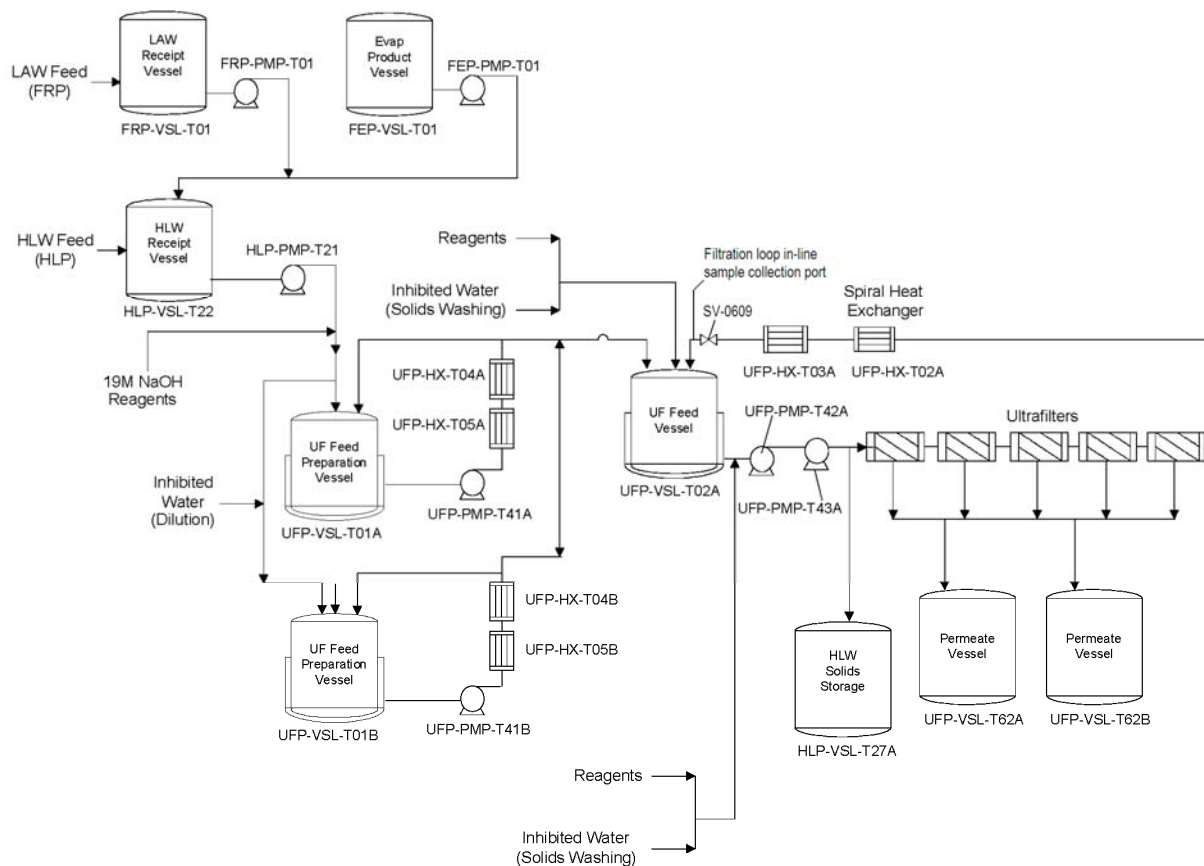 LAW
Receipt
Vessel
FRP-PMP-T01
LAW Feed
(FRP)
FRP-VSL-T01
Evap
Product
Vessel
FEP-PMP-T01
FEP-VSL-T01
HLW
Receipt
Vessel
HLW Feed
(HLP)
HLP-PMP-T21
HLP-VSL-T22
19M NaOH
Reagents
Reagents
Inhibited Water
(Solids Washing)
Filtration loop in-line
sample collection port
SV-0609
Spiral Heat
Exchanger
UFP-HX-T03A
UFP-HX-T02A
UFP-HX-T04A
UFP-HX-T05A
UF Feed
Preparation
Vessel
UFP-PMP-T41A
UFP-VSL-T01A
Inhibited
Water
(Dilution)
UF Feed
Vessel
UFP-VSL-T02A
UFP-PMP-T42A
UFP-PMP-T43A
Ultrafilters
UFP-HX-T04B
UFP-HX-T05B
UF Feed
Preparation
Vessel
UFP-PMP-T41B
UFP-VSL-T01B
HLW
Solids
Storage
HLP-VSL-T27A
Permeate
Vessel
UFP-VSL-T62A
Permeate
Vessel
UFP-VSL-T62B
Reagents
Inhibited Water
(Solids Washing)